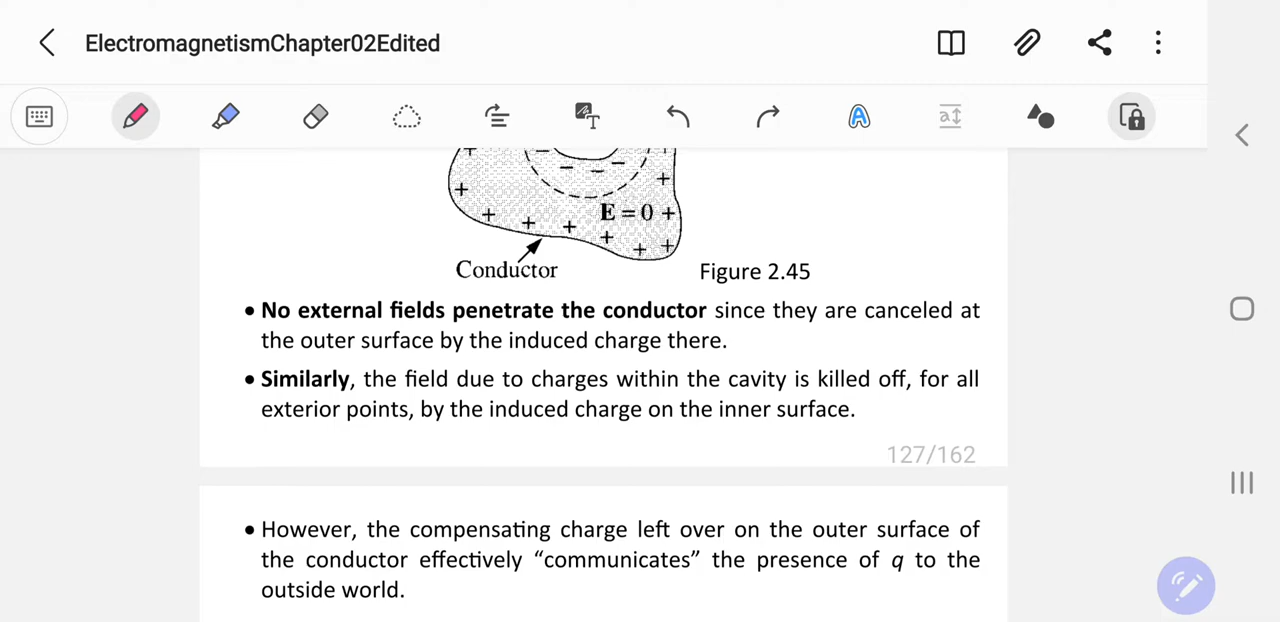 ElectromagnetismChapter02Edited
E = 0
Conductor
Figure 2.45
• No external fields penetrate the conductor since they are canceled at
the outer surface by the induced charge there.
• Similarly, the field due to charges within the cavity is killed off, for all
exterior points, by the induced charge on the inner surface.
127/162
• However, the compensating charge left over on the outer surface of
the conductor effectively “communicates” the presence of q to the
outside world.